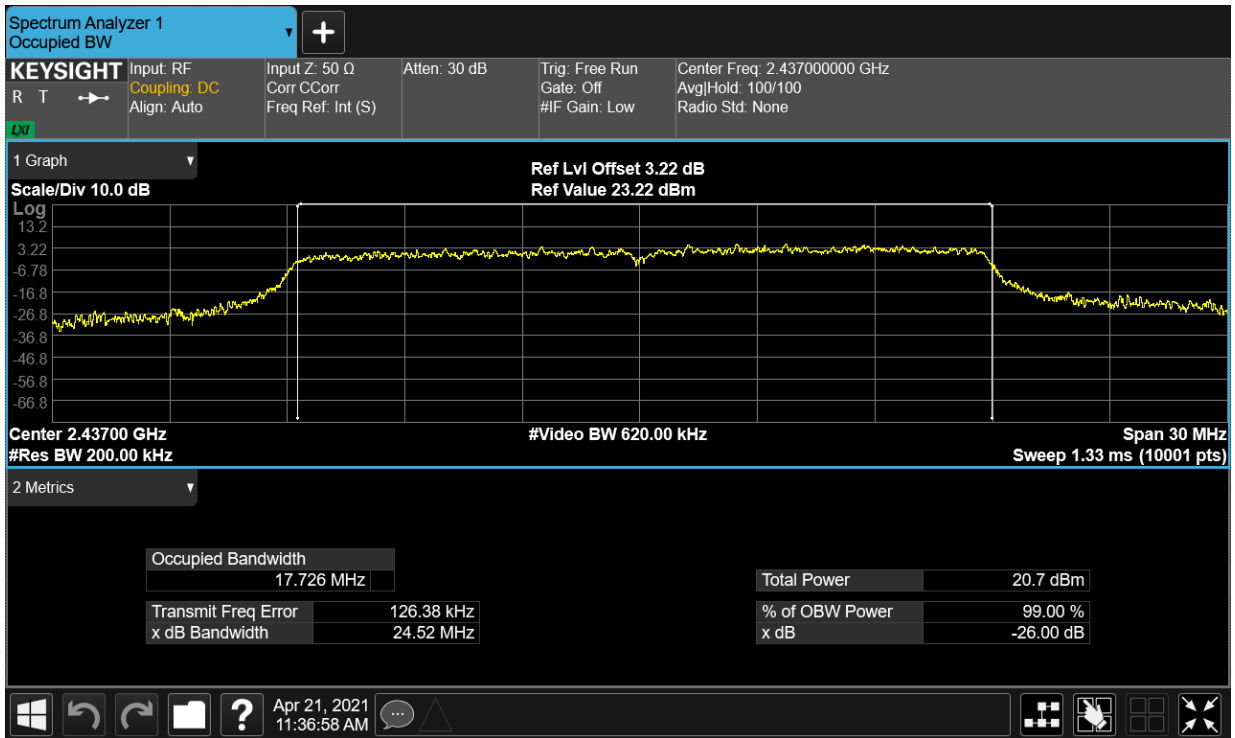 Spectrum Analyzer 1
Occupied BW
KEYSIGHT
R T
LXI
Input: RF
Coupling: DC
Align: Auto
Input Z: 50 Ω
Corr CCorr
Freq Ref: Int (S)
Atten: 30 dB
Trig: Free Run
Gate: Off
#IF Gain: Low
Center Freq: 2.437000000 GHz
Avg|Hold: 100/100
Radio Std: None
1 Graph
Scale/Div 10.0 dB
Ref Lvl Offset 3.22 dB
Ref Value 23.22 dBm
Log
13.2
3.22
-6.78
-16.8
-26.8
-36.8
-46.8
-56.8
-66.8
Center 2.43700 GHz
#Res BW 200.00 kHz
#Video BW 620.00 kHz
Span 30 MHz
Sweep 1.33 ms (10001 pts)
2 Metrics
Occupied Bandwidth
17.726 MHz
Transmit Freq Error 126.38 kHz
x dB Bandwidth 24.52 MHz
Total Power 20.7 dBm
% of OBW Power 99.00 %
x dB -26.00 dB
?
Apr 21, 2021
11:36:58 AM